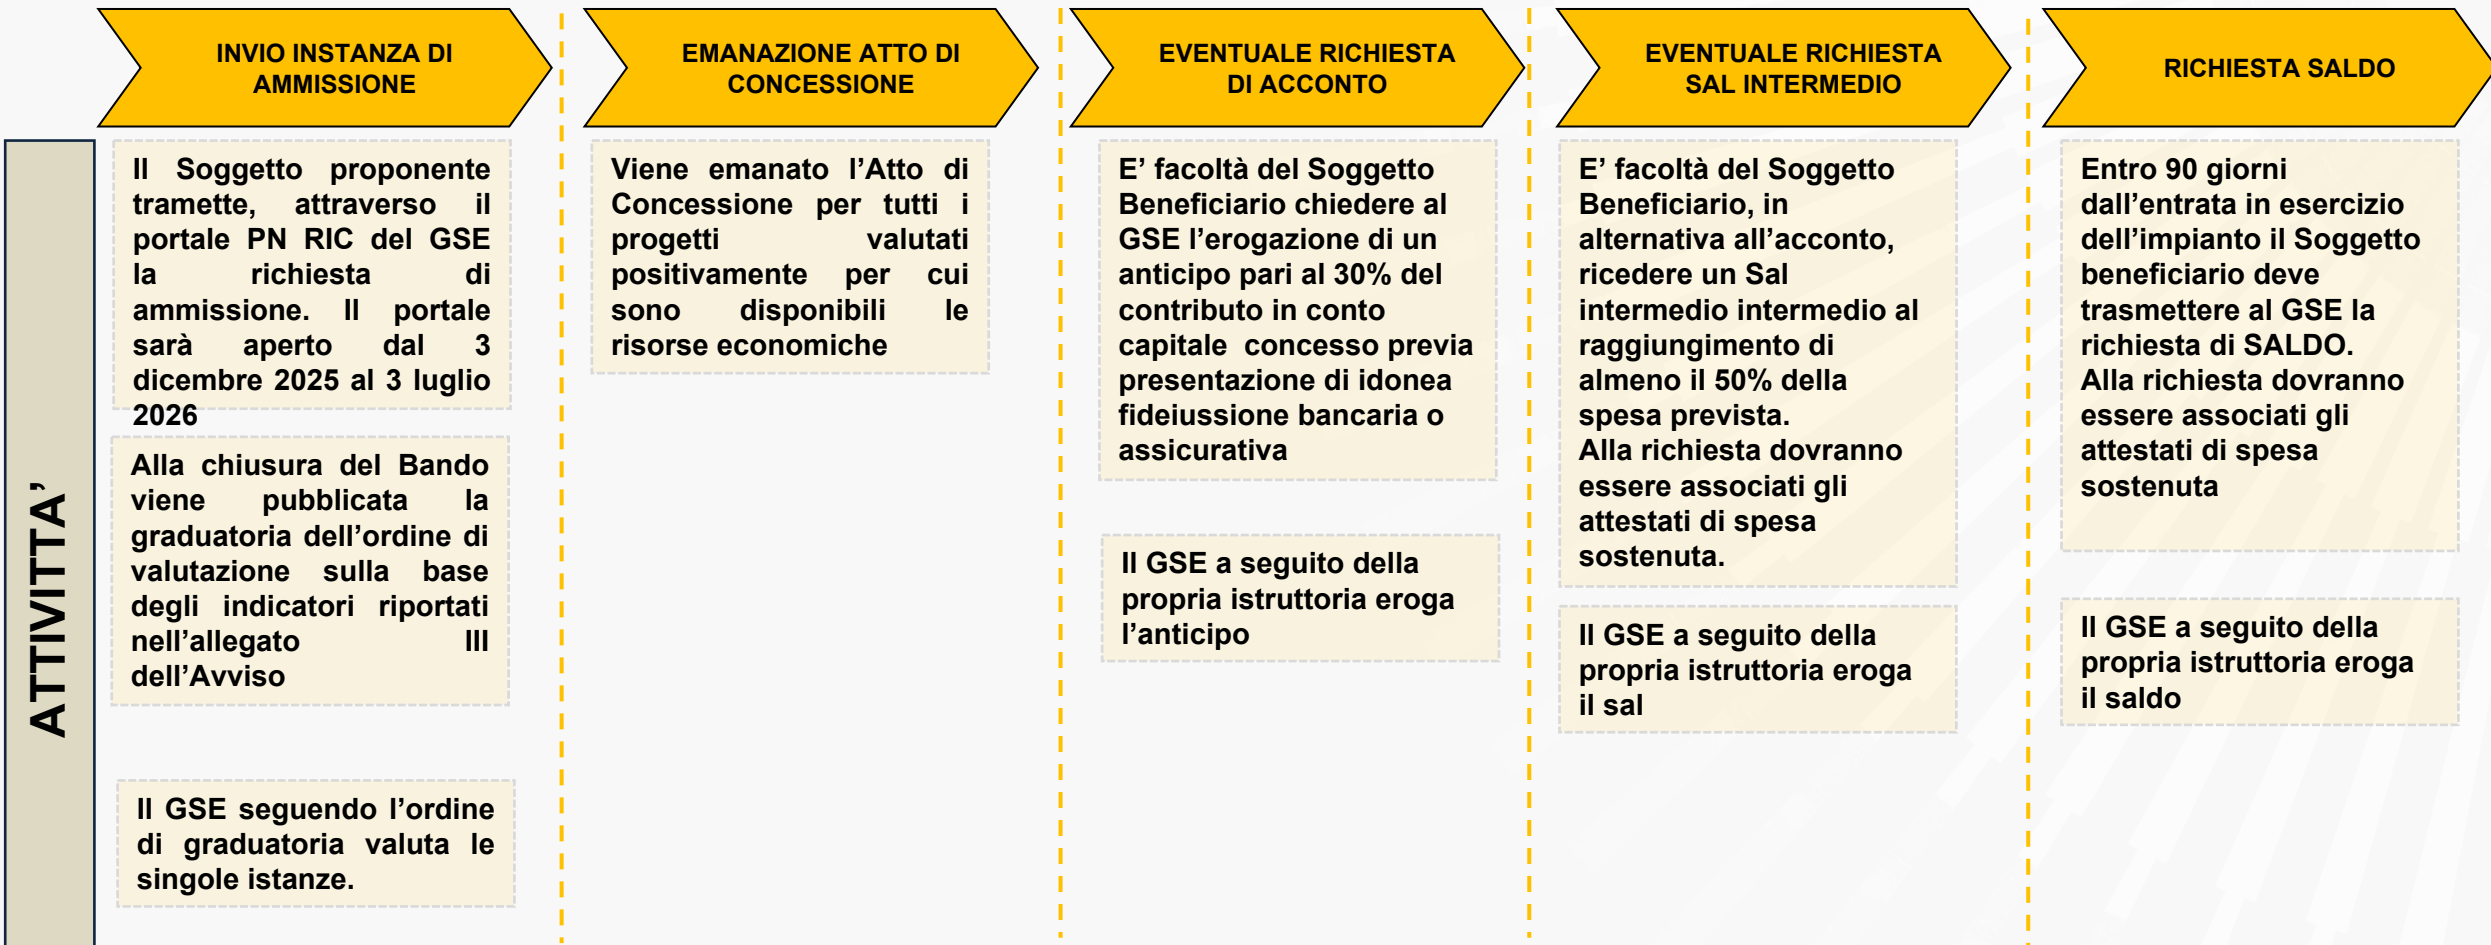 INVIO INSTANZA DI
AMMISSIONE
EMANAZIONE ATTO DI
CONCESSIONE
EVENTUALE RICHIESTA
DI ACCONTO
EVENTUALE RICHIESTA
SAL INTERMEDIO
RICHIESTA SALDO
ATTIVITTA'
Il Soggetto proponente
tramette, attraverso il
portale PN RIC del GSE
la richiesta di
ammissione. Il portale
sarà aperto dal 3
dicembre 2025 al 3 luglio
2026
Alla chiusura del Bando
viene pubblicata la
graduatoria dell’ordine di
valutazione sulla base
degli indicatori riportati
nell’allegato III
dell’Avviso
Il GSE seguendo l’ordine
di graduatoria valuta le
singole istanze.
Viene emanato l’Atto di
Concessione per tutti i
progetti valutati
positivamente per cui
sono disponibili le
risorse economiche
E’ facoltà del Soggetto
Beneficiario chiedere al
GSE l’erogazione di un
anticipo pari al 30% del
contributo in conto
capitale concesso previa
presentazione di idonea
fideiussione bancaria o
assicurativa
Il GSE a seguito della
propria istruttoria eroga
l’anticipo
E’ facoltà del Soggetto
Beneficiario, in
alternativa all’acconto,
ricedere un Sal
intermedio intermedio al
raggiungimento di
almeno il 50% della
spesa prevista.
Alla richiesta dovranno
essere associati gli
attestati di spesa
sostenuta.
Il GSE a seguito della
propria istruttoria eroga
il sal
Entro 90 giorni
dall’entrata in esercizio
dell’impianto il Soggetto
beneficiario deve
trasmettere al GSE la
richiesta di SALDO.
Alla richiesta dovranno
essere associati gli
attestati di spesa
sostenuta
Il GSE a seguito della
propria istruttoria eroga
il saldo